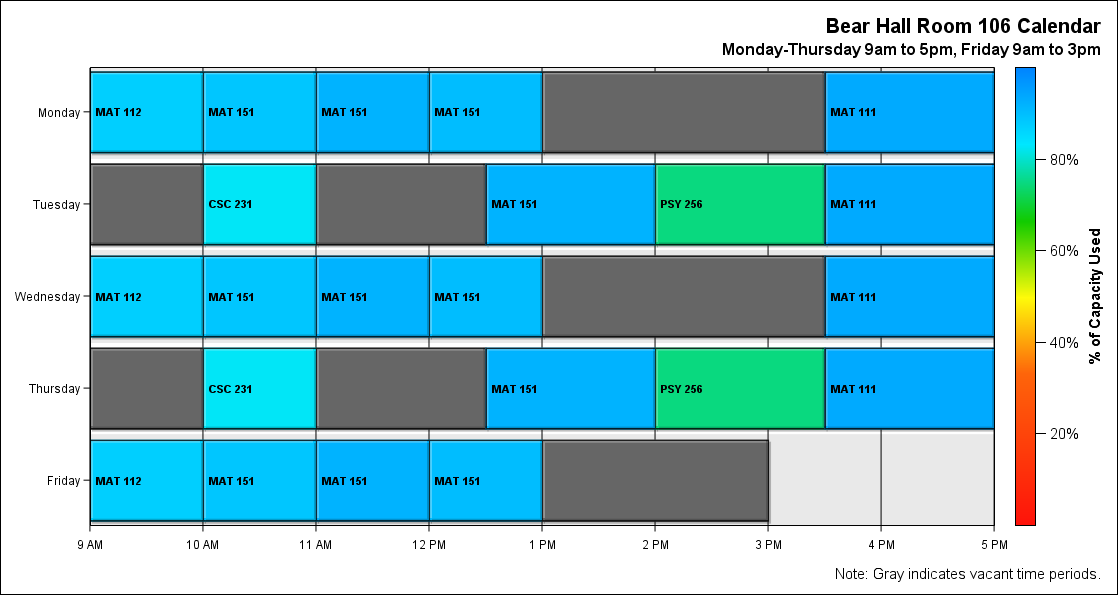 Bear Hall Room 106 Calendar
Monday-Thursday 9am to 5pm, Friday 9am to 3pm
Monday MAT 112 MAT 151 MAT 151 MAT 151 MAT 111
Tuesday CSC 231 MAT 151 PSY 256 MAT 111
Wednesday MAT 112 MAT 151 MAT 151 MAT 151 MAT 111
Thursday CSC 231 MAT 151 PSY 256 MAT 111
Friday MAT 112 MAT 151 MAT 151 MAT 151
9 AM 10 AM 11 AM 12 PM 1 PM 2 PM 3 PM 4 PM 5 PM
80%
60%
40%
20%
% of Capacity Used
Note: Gray indicates vacant time periods.